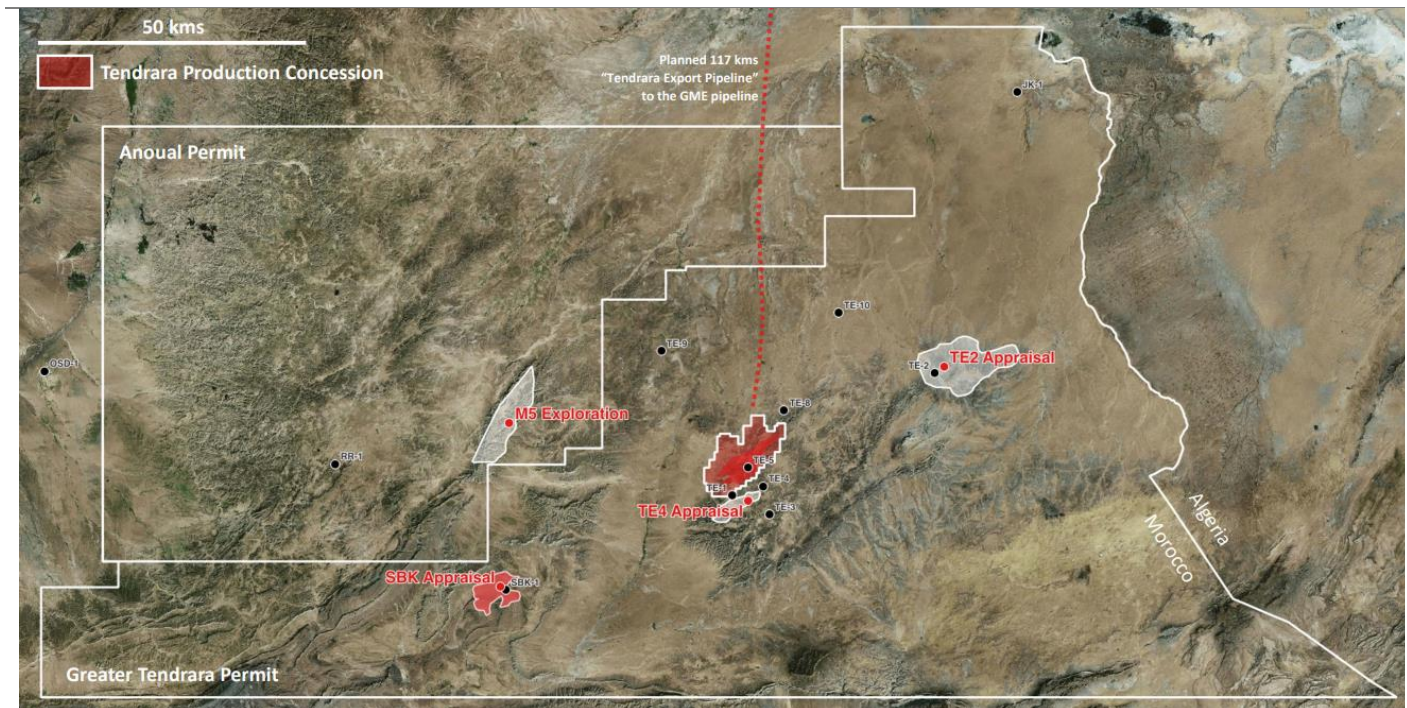 50 kms
Tendrara Production Concession
Planned 117 kms
“Tendrara Export Pipeline”
to the GME pipeline
JK-1
Anoual Permit
TE-10
TE-9
OSD-1
TE-2
TE2 Appraisal
M5 Exploration
TE-8
RR-1
TE-5
TE-4
TE-1
TE4 Appraisal
TE-3
Algeria
Morocco
SBK Appraisal
SBK-1
Greater Tendrara Permit